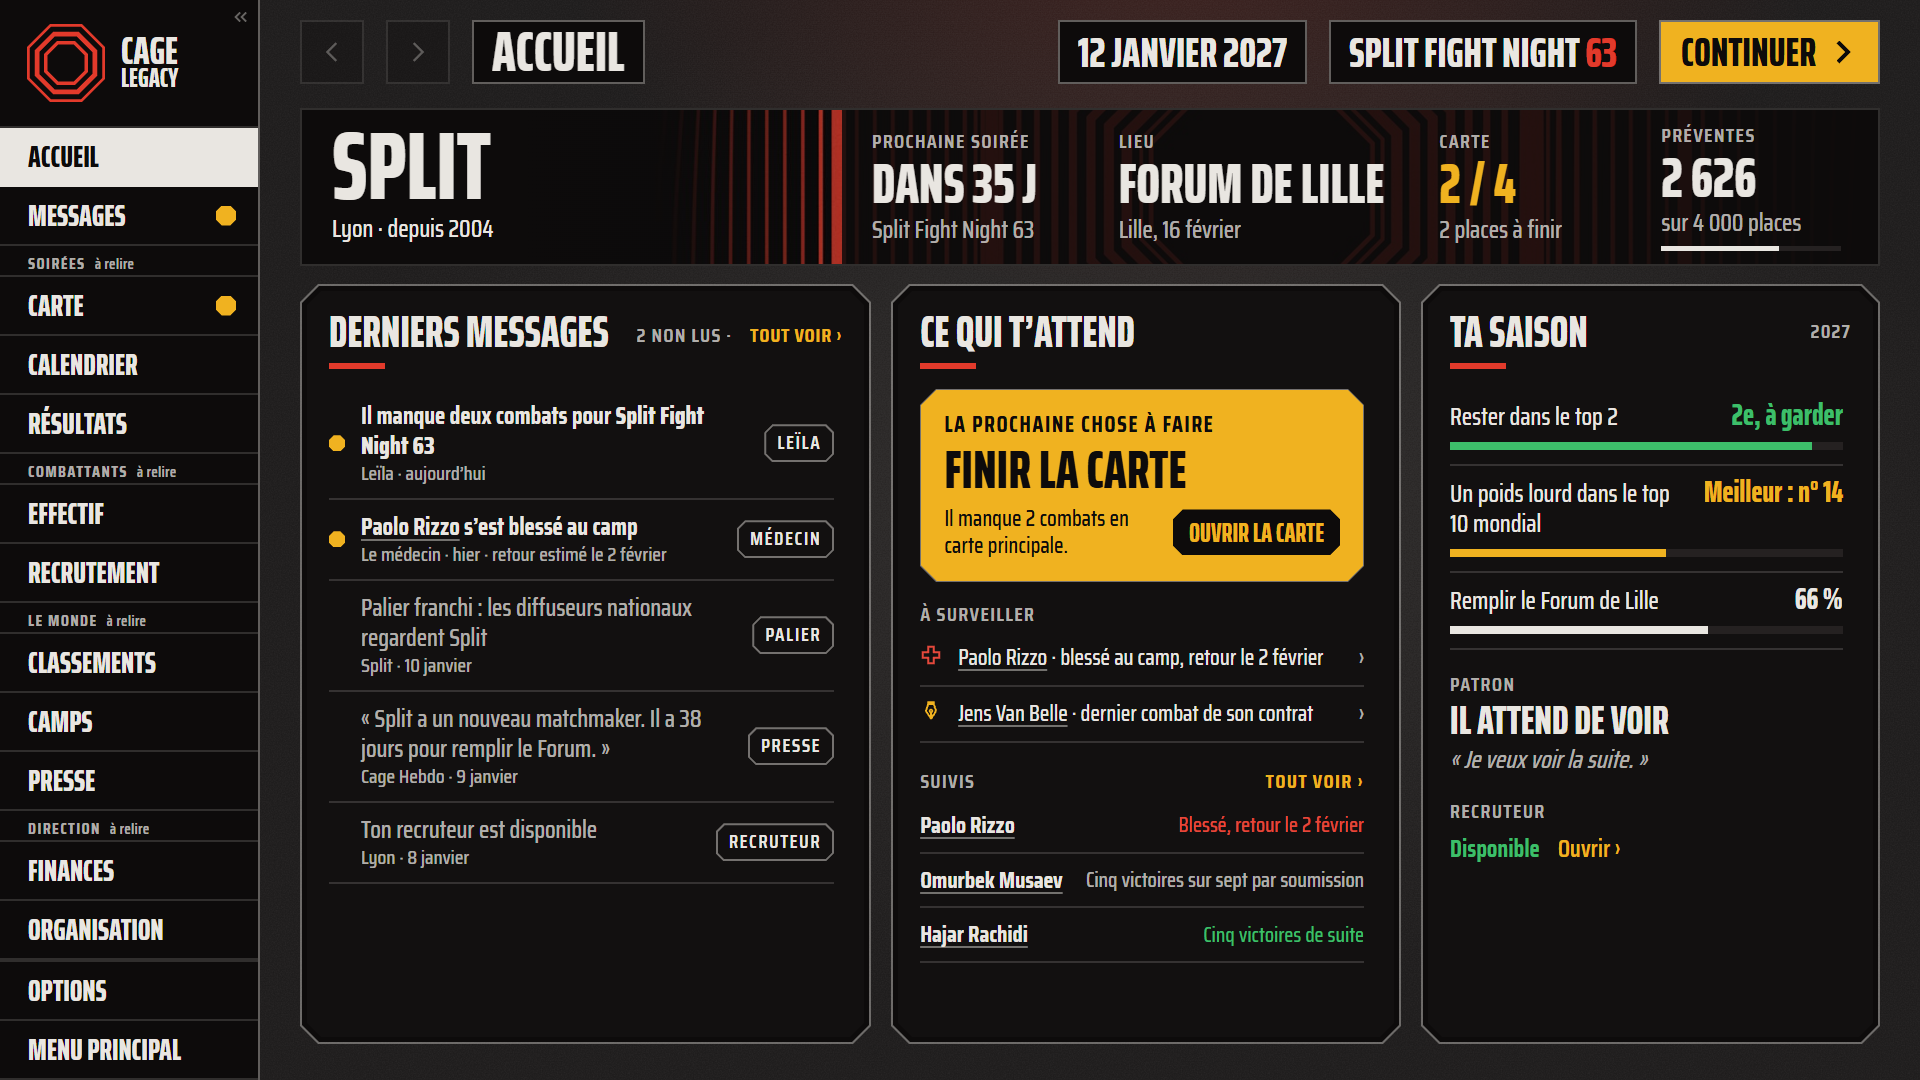 «
CAGE
LEGACY
ACCUEIL
MESSAGES
SOIRÉES à relire
CARTE
CALENDRIER
RÉSULTATS
COMBATTANTS à relire
EFFECTIF
RECRUTEMENT
LE MONDE à relire
CLASSEMENTS
CAMPS
PRESSE
DIRECTION à relire
FINANCES
ORGANISATION
OPTIONS
MENU PRINCIPAL
ACCUEIL
12 JANVIER 2027
SPLIT FIGHT NIGHT 63
CONTINUER
SPLIT
Lyon · depuis 2004
PROCHAINE SOIRÉE
DANS 35 J
Split Fight Night 63
LIEU
FORUM DE LILLE
Lille, 16 février
CARTE
2 / 4
2 places à finir
PRÉVENTES
2 626
sur 4 000 places
DERNIERS MESSAGES 2 NON LUS · TOUT VOIR ›
Il manque deux combats pour Split Fight
Night 63
Leïla · aujourd’hui
LEÏLA
Paolo Rizzo s’est blessé au camp
Le médecin · hier · retour estimé le 2 février
MÉDECIN
Palier franchi : les diffuseurs nationaux
regardent Split
Split · 10 janvier
PALIER
« Split a un nouveau matchmaker. Il a 38
jours pour remplir le Forum. »
Cage Hebdo · 9 janvier
PRESSE
Ton recruteur est disponible
Lyon · 8 janvier
RECRUTEUR
CE QUI T’ATTEND
LA PROCHAINE CHOSE À FAIRE
FINIR LA CARTE
Il manque 2 combats en
carte principale.
OUVRIR LA CARTE
À SURVEILLER
Paolo Rizzo · blessé au camp, retour le 2 février ›
Jens Van Belle · dernier combat de son contrat ›
SUIVIS TOUT VOIR ›
Paolo Rizzo Blessé, retour le 2 février
Omurbek Musaev Cinq victoires sur sept par soumission
Hajar Rachidi Cinq victoires de suite
TA SAISON 2027
Rester dans le top 2 2e, à garder
Un poids lourd dans le top
10 mondial
Meilleur : n° 14
Remplir le Forum de Lille 66 %
PATRON
IL ATTEND DE VOIR
« Je veux voir la suite. »
RECRUTEUR
Disponible Ouvrir ›